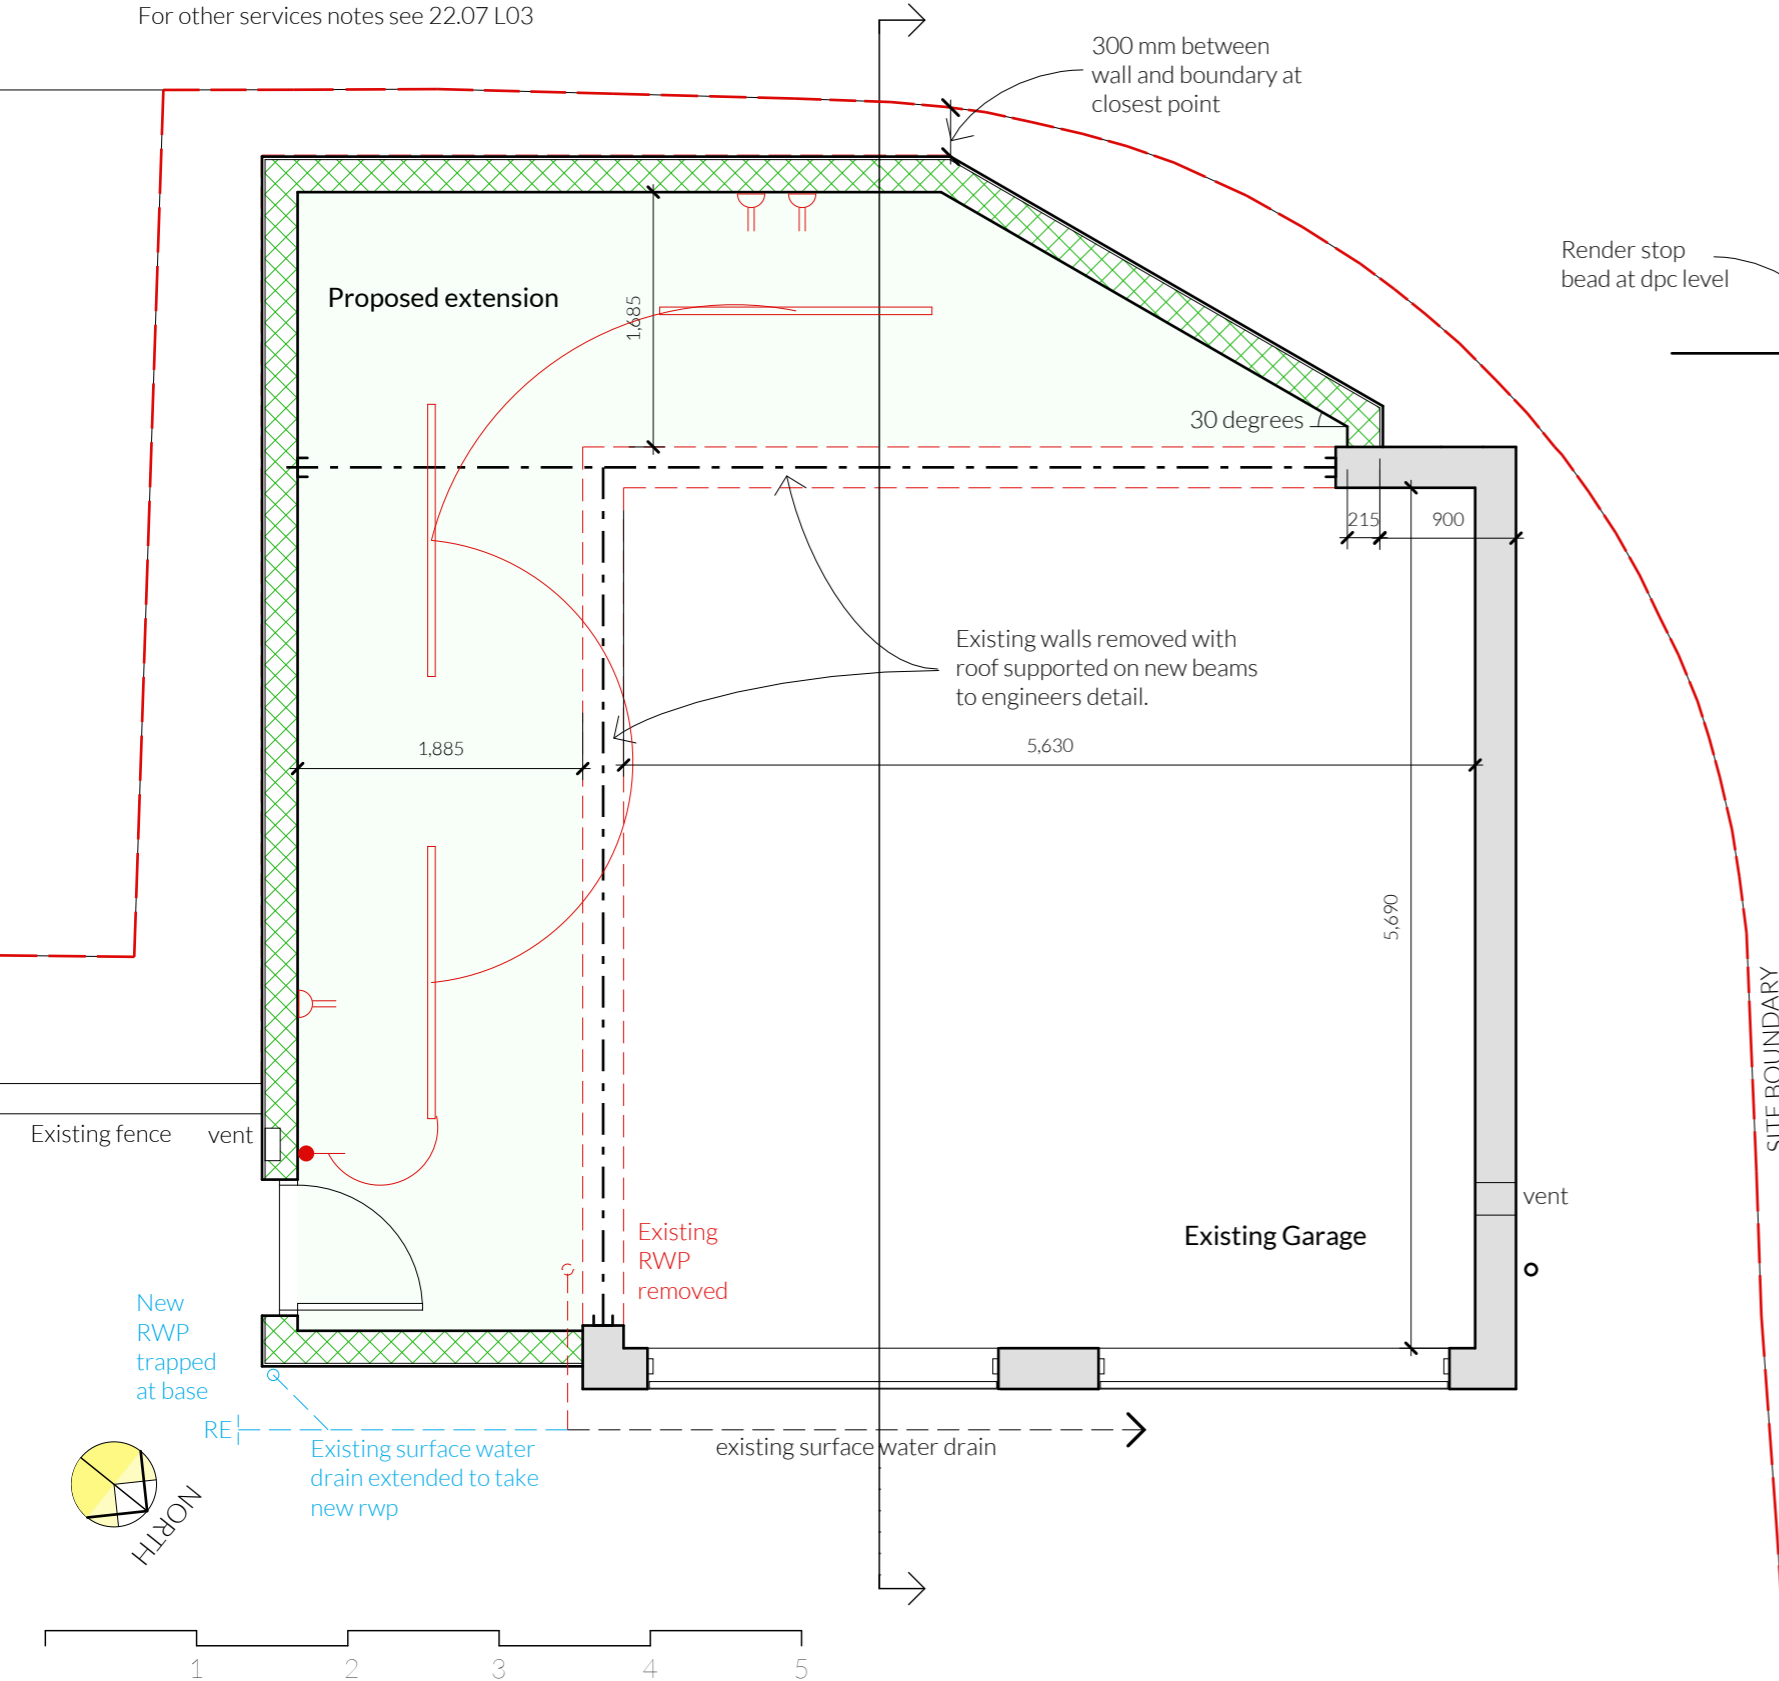 For other services notes see 22.07 L03
300 mm between
wall and boundary at
closest point
Render stop
bead at dpc level
Proposed extension
1,685
30 degrees
215
900
Existing walls removed with
roof supported on new beams
to engineers detail.
1,885
5,630
5,690
SITE BOUNDARY
Existing fence
vent
vent
Existing Garage
Existing
RWP
removed
New
RWP
trapped
at base
RE
Existing surface water
drain extended to take
new rwp
existing surface water drain
NORTH
1
2
3
4
5